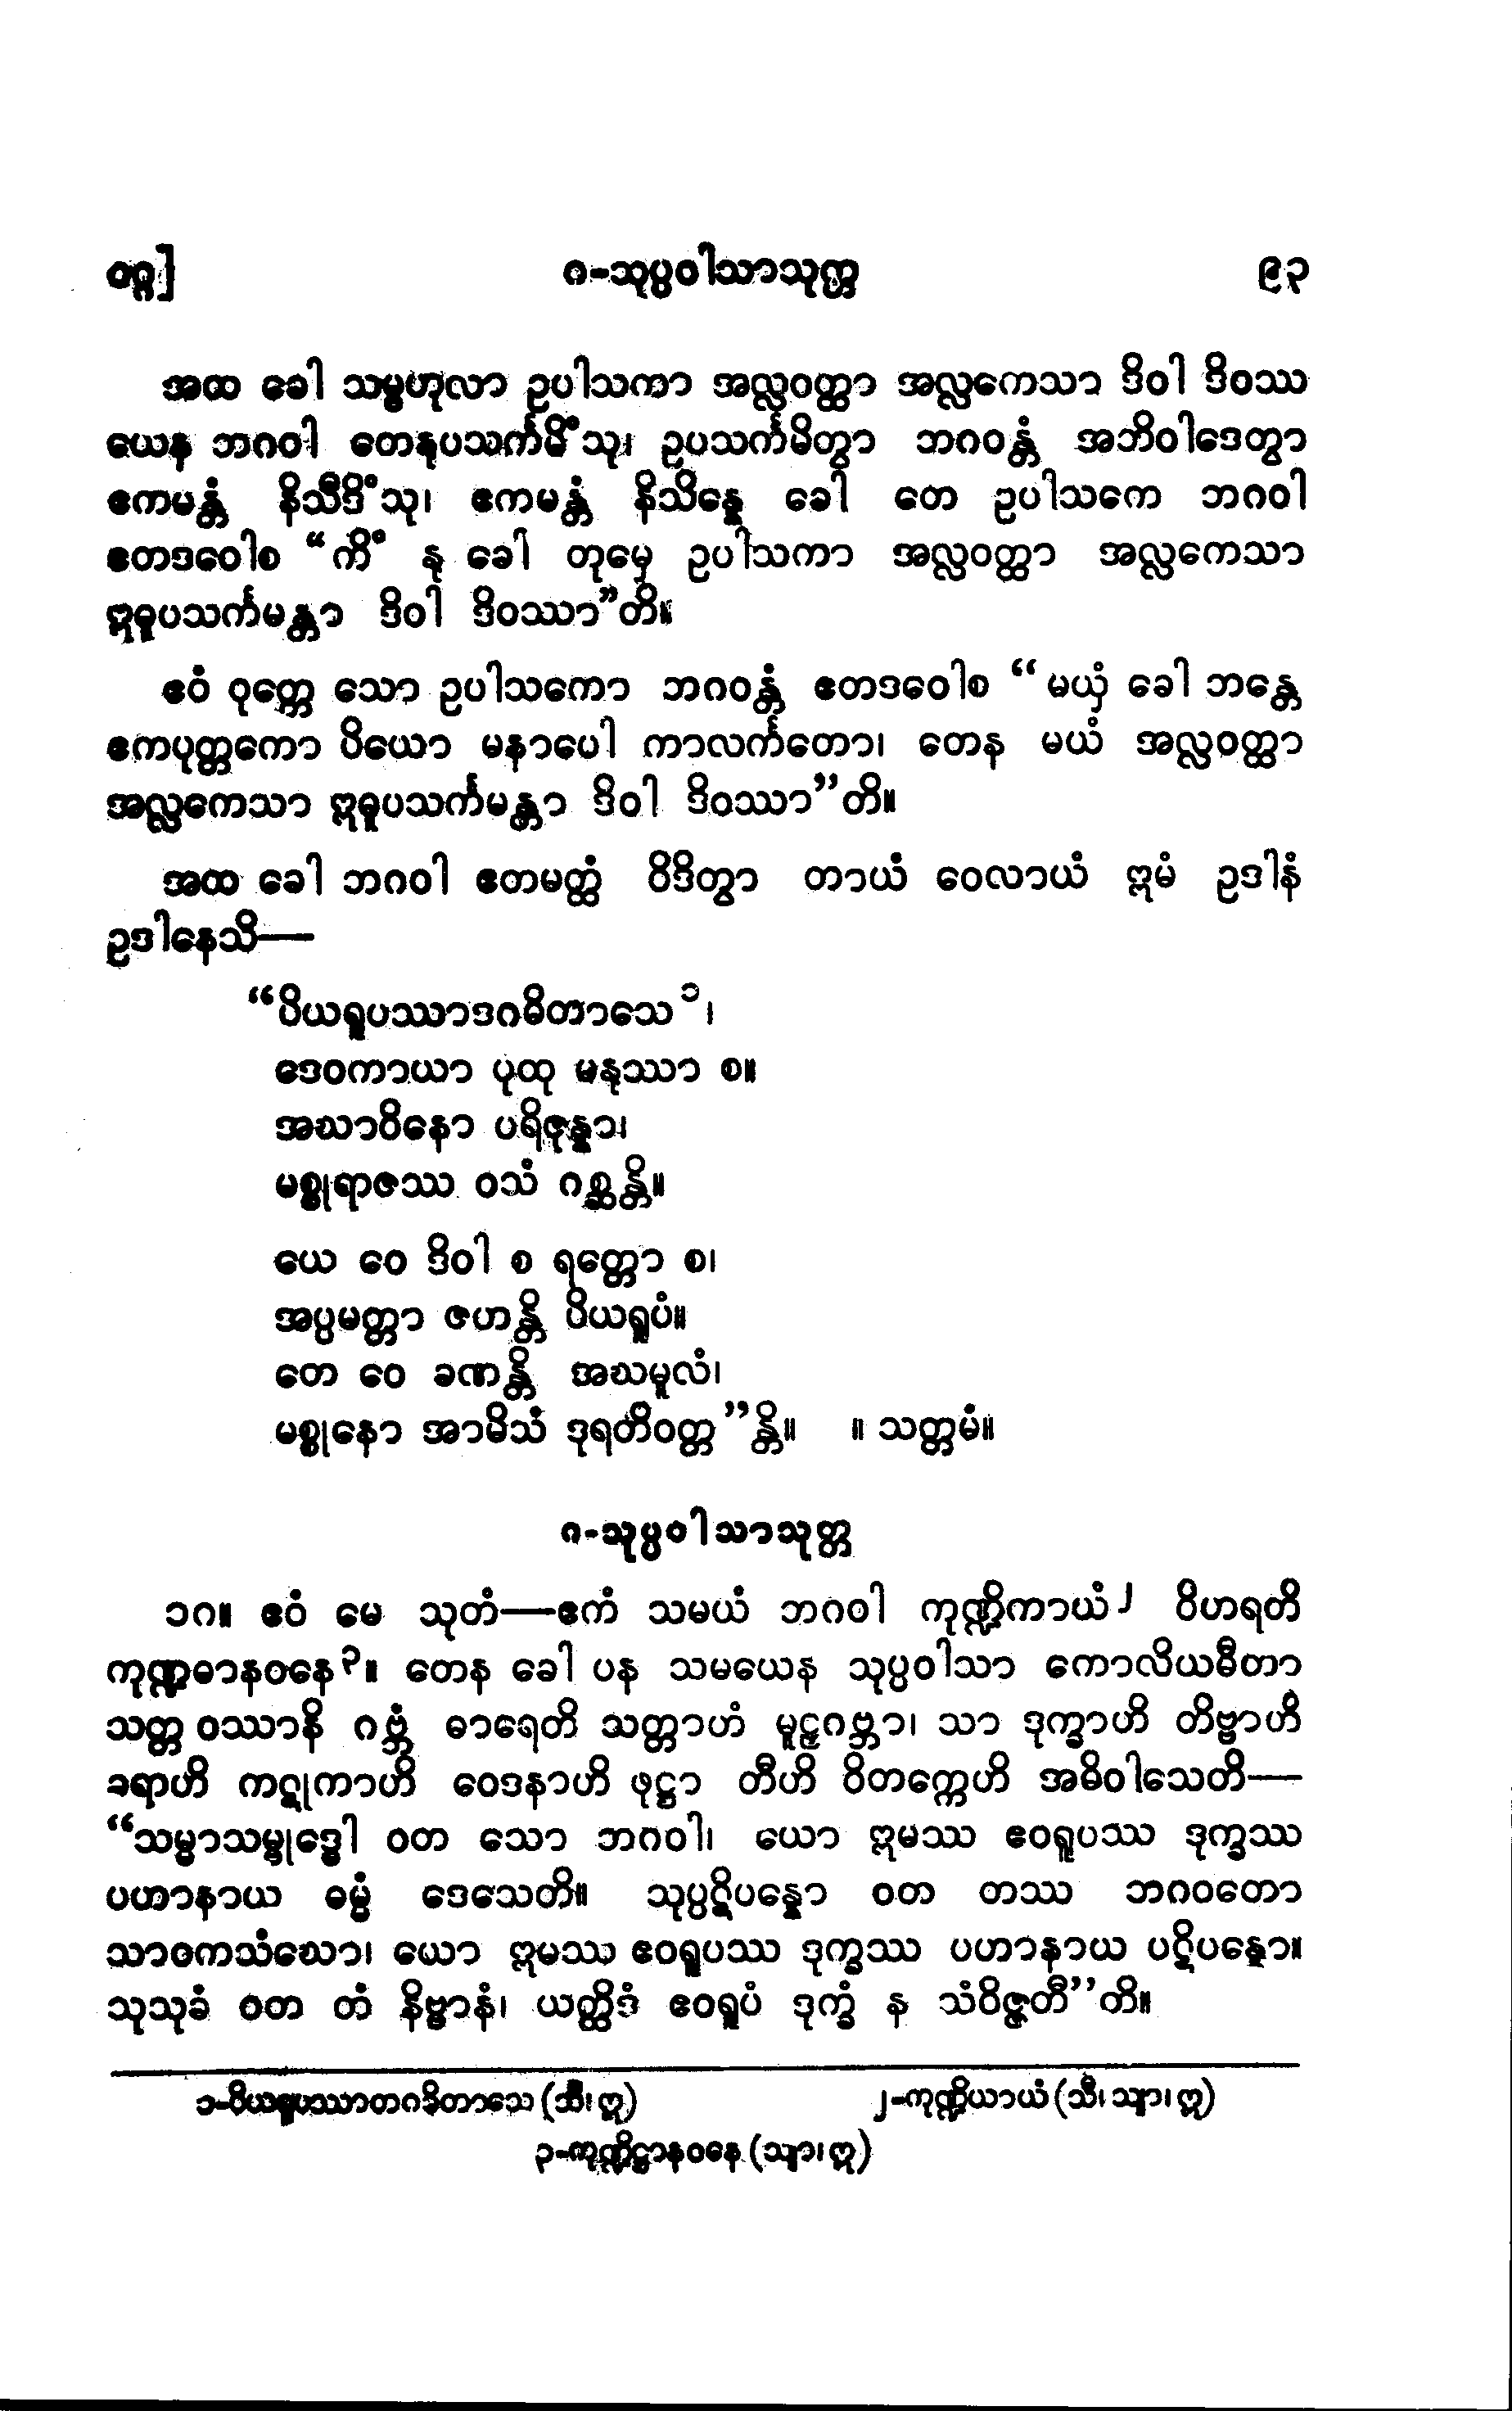 ဝဂ္ဂ] ၈-သုပ္ပဝါသာသုတ္တ ၉၃
အထ ခေါ သမ္ဗဟုလာ ဥပါသကာ အလ္လဝတ္ထာ အလ္လကေသာ ဒိဝါ ဒိဝဿ
ယေန ဘဂဝါ တေနုပသင်္ကမိံသု၊ ဥပသင်္ကမိတွာ ဘဂဝန္တံ အဘိဝါဒေတွာ
ဧကမန္တံ နိသီဒိံသု၊ ဧကမန္တံ နိသိန္နေ ခေါ တေ ဥပါသကေ ဘဂဝါ
ဧတဒဝေါစ “ကိံ နု ခေါ တုမှေ ဥပါသကာ အလ္လဝတ္ထာ အလ္လကေသာ
ဣဓူပသင်္ကမန္တာ ဒိဝါ ဒိဝဿာ”တိ။
ဧဝံ ဝုတ္တေ သော ဥပါသကော ဘဂဝန္တံ ဧတဒဝေါစ “မယှံ ခေါ ဘန္တေ
ဧကပုတ္တကော ပိယော မနာပေါ ကာလင်္ကတော၊ တေန မယံ အလ္လဝတ္ထာ
အလ္လကေသာ ဣဓူပသင်္ကမန္တာ ဒိဝါ ဒိဝဿာ”တိ။
အထ ခေါ ဘဂဝါ ဧတမတ္ထံ ဝိဒိတွာ တာယံ ဝေလာယံ ဣမံ ဥဒါနံ
ဥဒါနေသိ—
“ပိယရူပဿာဒဂဓိတာသေ၁၊
ဒေဝကာယာ ပုထု မနုဿာ စ။
အဃာဝိနော ပရိဇုန္နာ၊
မစ္စုရာဇဿ ဝသံ ဂစ္ဆန္တိ။
ယေ ဝေ ဒိဝါ စ ရတ္တော စ၊
အပ္ပမတ္တာ ဇဟန္တိ ပိယရူပံ။
တေ ဝေ ခဏန္တိ အဃမူလံ၊
မစ္စုနော အာမိသံ ဒုရတိဝတ္တ”န္တိ။ ။ သတ္တမံ။
၈-သုပ္ပဝါသာသုတ္တ
၁၈။ ဧဝံ မေ သုတံ—ဧကံ သမယံ ဘဂဝါ ကုဏ္ဍိကာယံ၂ ဝိဟရတိ
ကုဏ္ဍဓာနဝနေ၃။ တေန ခေါ ပန သမယေန သုပ္ပဝါသာ ကောလိယဓီတာ
သတ္တ ဝဿာနိ ဂဗ္ဘံ ဓာရေတိ သတ္တာဟံ မူဠှဂဗ္ဘာ၊ သာ ဒုက္ခာဟိ တိဗ္ဗာဟိ
ခရာဟိ ကဋုကာဟိ ဝေဒနာဟိ ဖုဋ္ဌာ တီဟိ ဝိတက္ကေဟိ အဓိဝါသေတိ—
“သမ္မာသမ္ဗုဒ္ဓေါ ဝတ သော ဘဂဝါ၊ ယော ဣမဿ ဧဝရူပဿ ဒုက္ခဿ
ပဟာနာယ ဓမ္မံ ဒေသေတိ။ သုပ္ပဋိပန္နော ဝတ တဿ ဘဂဝတော
သာဝကသံဃော၊ ယော ဣမဿ ဧဝရူပဿ ဒုက္ခဿ ပဟာနာယ ပဋိပန္နော။
သုသုခံ ဝတ တံ နိဗ္ဗာနံ၊ ယတ္ထိဒံ ဧဝရူပံ ဒုက္ခံ န သံဝိဇ္ဇတီ”တိ။
၁-ပိယရူပဿာတဂဓိတာသေ (သီ၊ ဣ) ၂-ကုဏ္ဍိယာယံ (သီ၊ သျာ၊ ဣ)
၃-ကုဏ္ဍိဋ္ဌာနဝနေ (သျာ၊ ဣ)